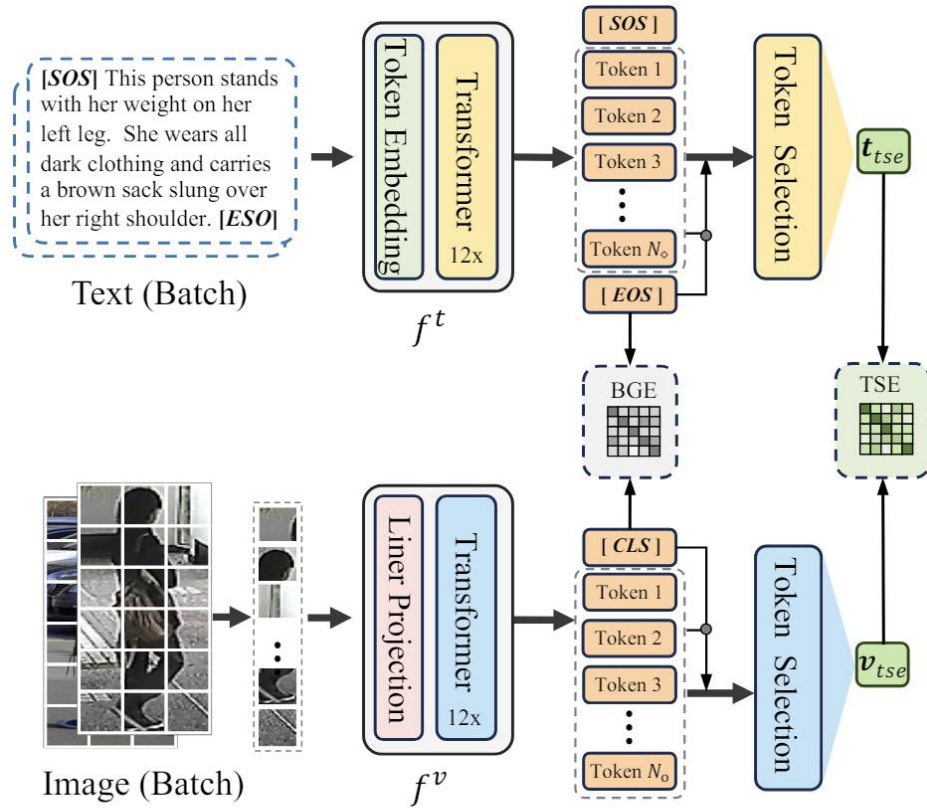 [SOS] This person stands
with her weight on her
left leg. She wears all
dark clothing and carries
a brown sack slung over
her right shoulder. [ESO]
Text (Batch)
Token Embedding
Transformer
12x
f^t
[ SOS ]
Token 1
Token 2
Token 3
Token N⋄
[ EOS ]
Token Selection
t_tse
BGE
TSE
Image (Batch)
Liner Projection
Transformer
12x
f^v
[ CLS ]
Token 1
Token 2
Token 3
Token N_o
Token Selection
v_tse